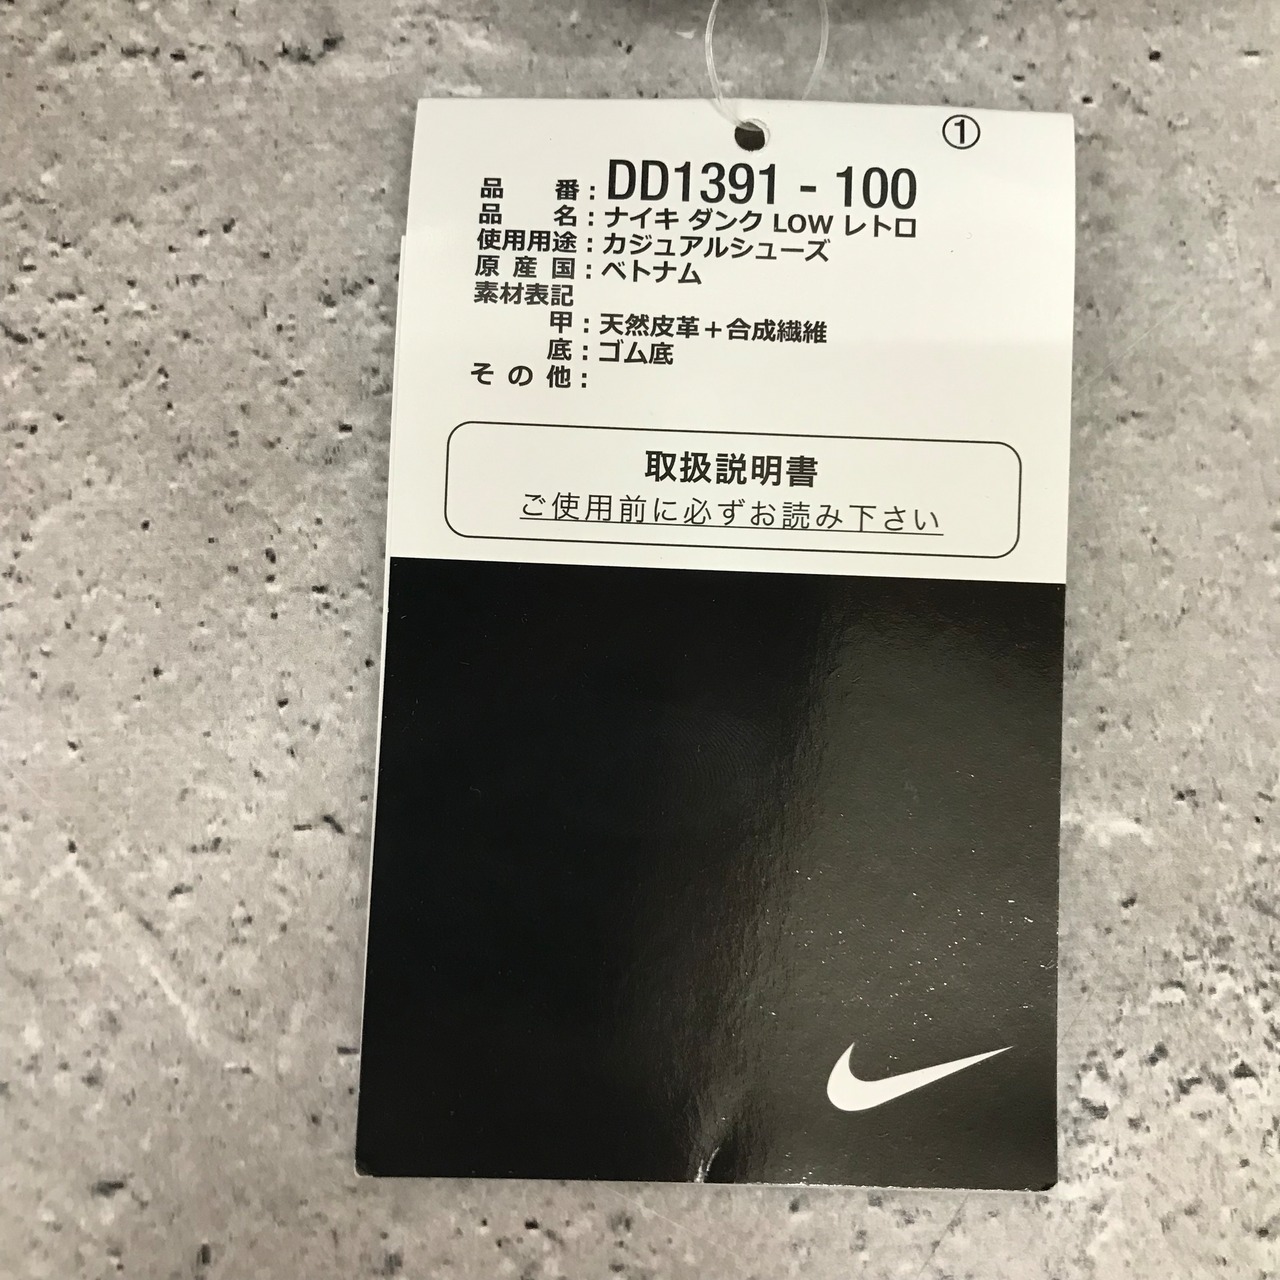 ①
品番：DD1391 - 100
品名：ナイキ ダンク LOW レトロ
使用用途：カジュアルシューズ
原産国：ベトナム
素材表記
甲：天然皮革＋合成繊維
底：ゴム底
その他：
取扱説明書
ご使用前に必ずお読み下さい